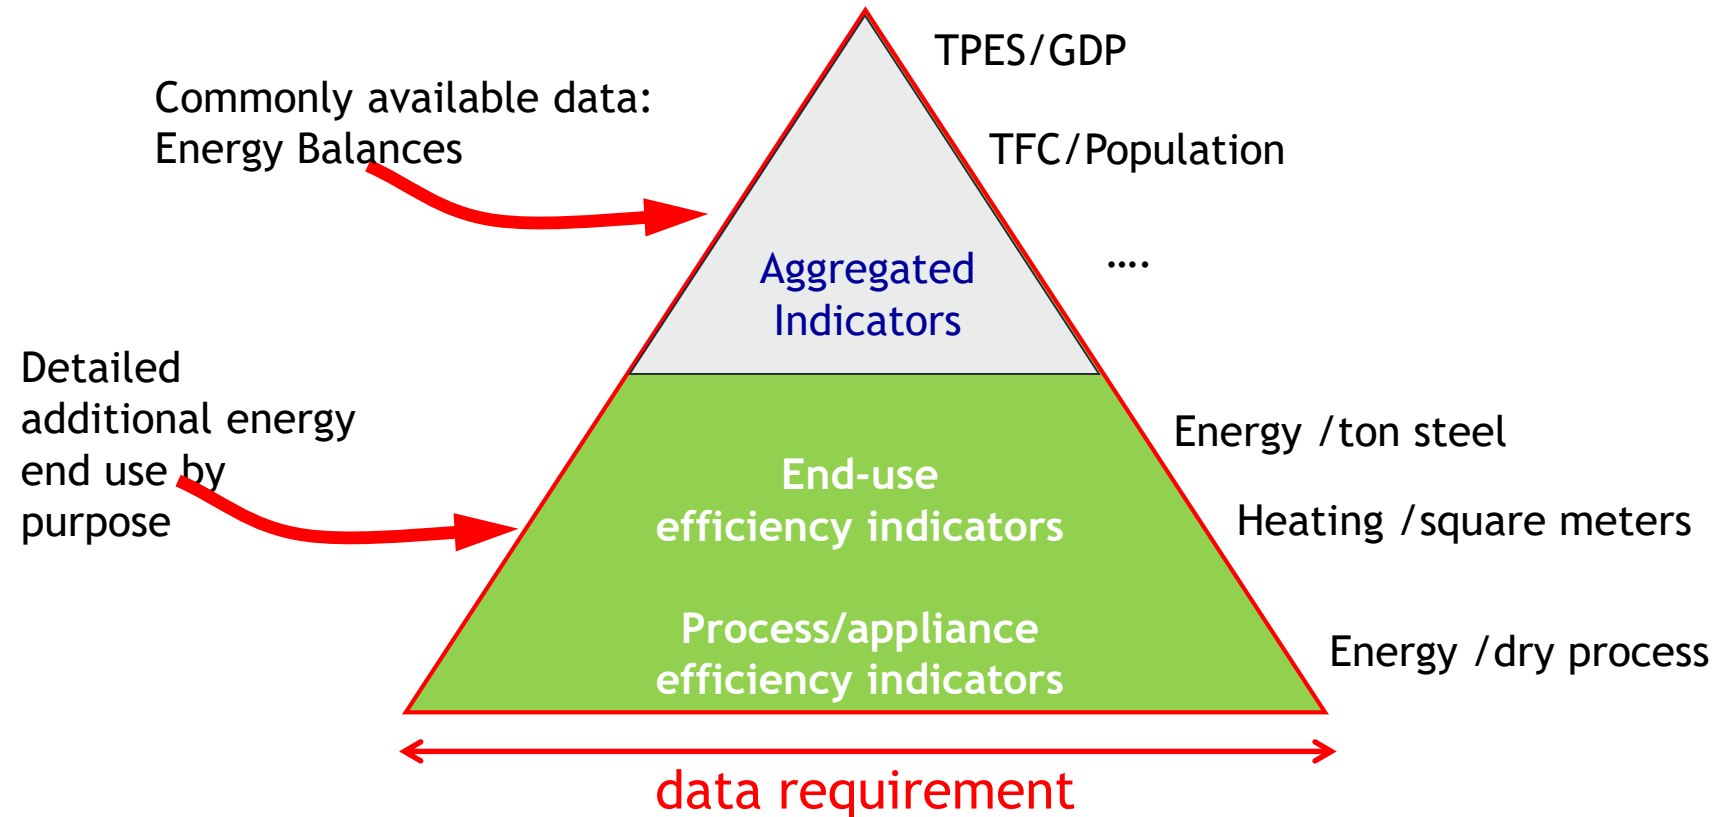 TPES/GDP
Commonly available data:
Energy Balances
TFC/Population
....
Aggregated
Indicators
Detailed
additional energy
end use by
purpose
Energy /ton steel
End-use
efficiency indicators
Heating /square meters
Process/appliance
efficiency indicators
Energy /dry process
data requirement